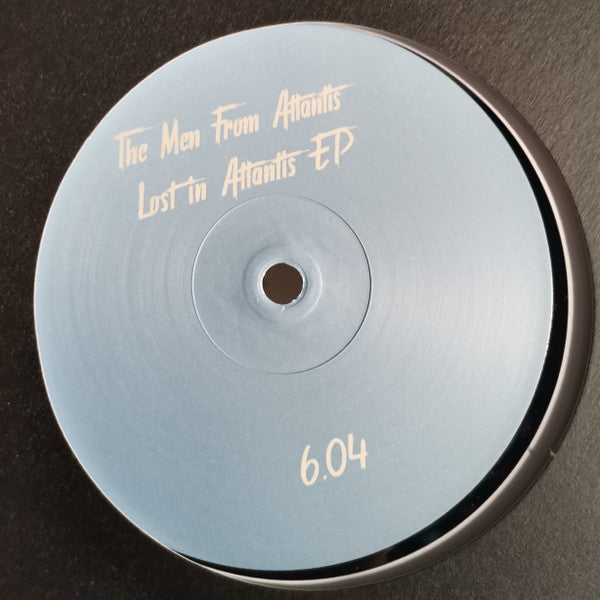 The Men From Atlantis
Lost in Atlantis EP
6.04